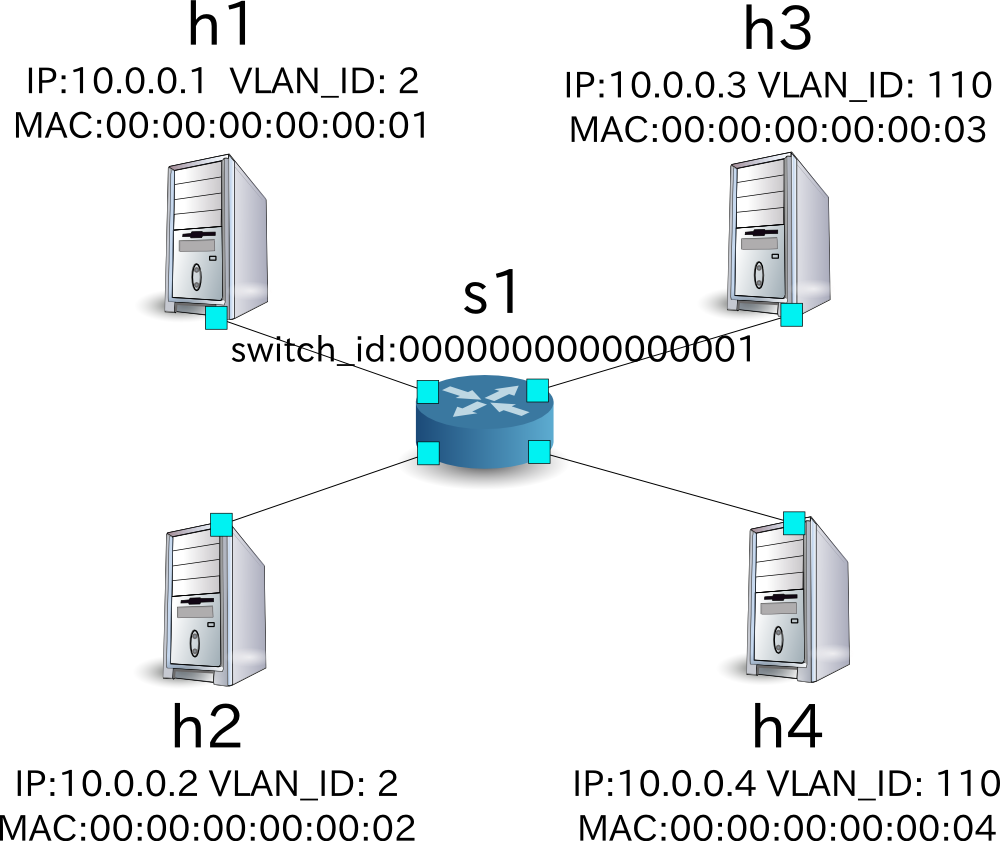 h1
IP:10.0.0.1 VLAN_ID: 2
MAC:00:00:00:00:00:01
h3
IP:10.0.0.3 VLAN_ID: 110
MAC:00:00:00:00:00:03
s1
switch_id:0000000000000001
h2
IP:10.0.0.2 VLAN_ID: 2
MAC:00:00:00:00:00:02
h4
IP:10.0.0.4 VLAN_ID: 110
MAC:00:00:00:00:00:04